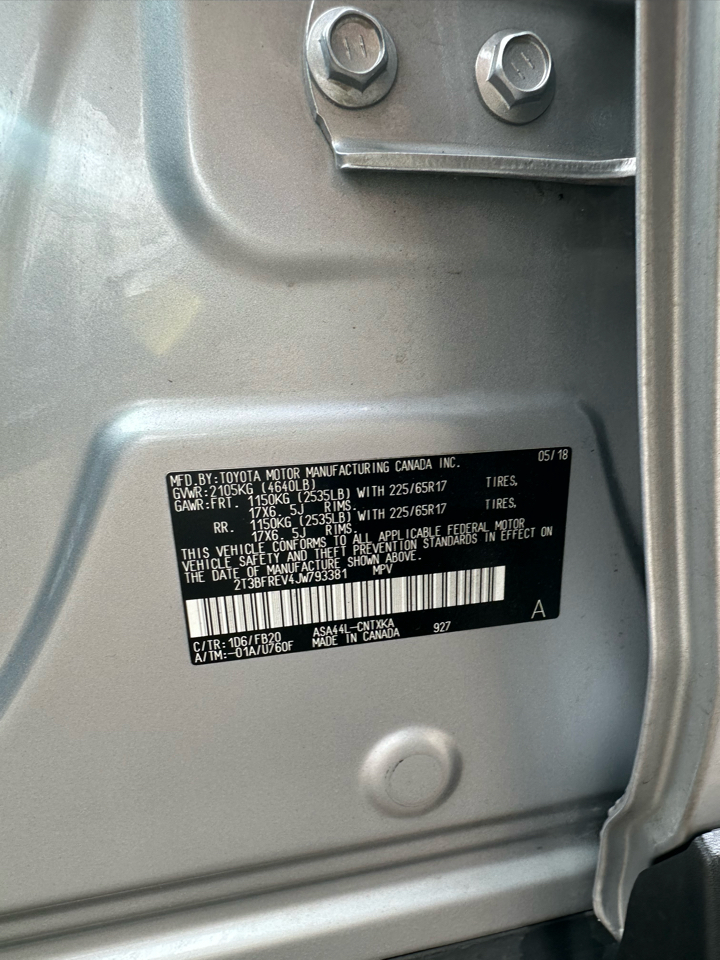 MFD.BY:TOYOTA MOTOR MANUFACTURING CANADA INC. 05/18
GVWR:2105KG (4640LB)
GAWR:FRT. 1150KG (2535LB) WITH 225/65R17 TIRES,
17X6. 5J RIMS.
RR. 1150KG (2535LB) WITH 225/65R17 TIRES,
17X6. 5J RIMS.
THIS VEHICLE CONFORMS TO ALL APPLICABLE FEDERAL MOTOR
VEHICLE SAFETY AND THEFT PREVENTION STANDARDS IN EFFECT ON
THE DATE OF MANUFACTURE SHOWN ABOVE.
2T3BFREV4JW793381 MPV
C/TR:1D6/FB20 ASA44L-CNTXKA 927 A
A/TM:-01A/U760F MADE IN CANADA